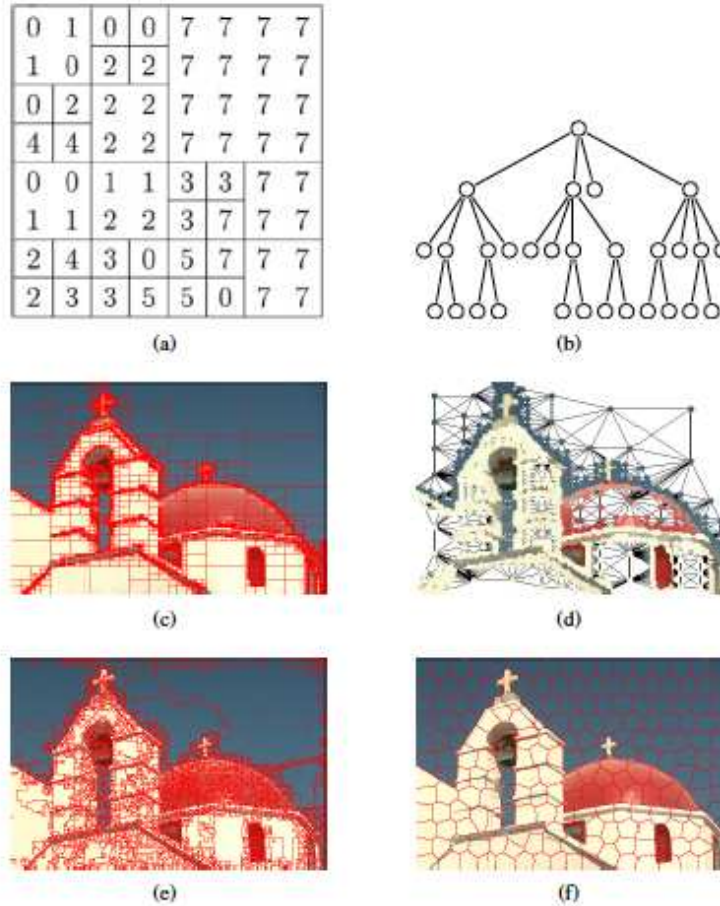 0 1 0 0 7 7 7 7
1 0 2 2 7 7 7 7
0 2 2 2 7 7 7 7
4 4 2 2 7 7 7 7
0 0 1 1 3 3 7 7
1 1 2 2 3 7 7 7
2 4 3 0 5 7 7 7
2 3 3 5 5 0 7 7
(a)
(b)
(c)
(d)
(e)
(f)